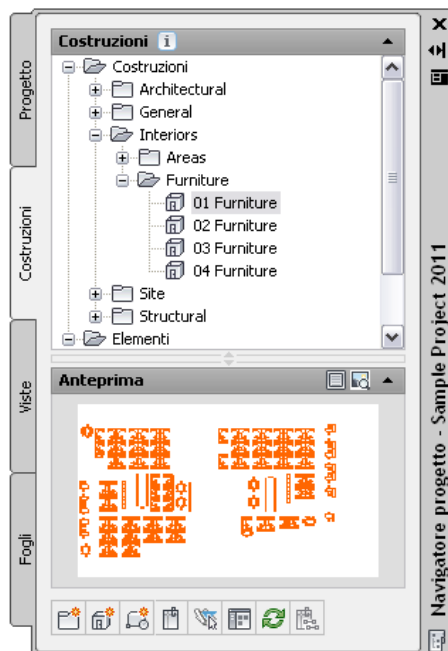 Costruzioni
Costruzioni
Architectural
General
Interiors
Areas
Furniture
01 Furniture
02 Furniture
03 Furniture
04 Furniture
Site
Structural
Elementi
Anteprima
Progetto
Costruzioni
Viste
Fogli
Navigatore progetto - Sample Project 2011